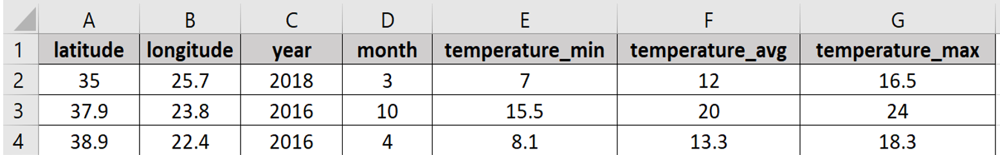 A B C D E F G
1 latitude longitude year month temperature_min temperature_avg temperature_max
2 35 25.7 2018 3 7 12 16.5
3 37.9 23.8 2016 10 15.5 20 24
4 38.9 22.4 2016 4 8.1 13.3 18.3